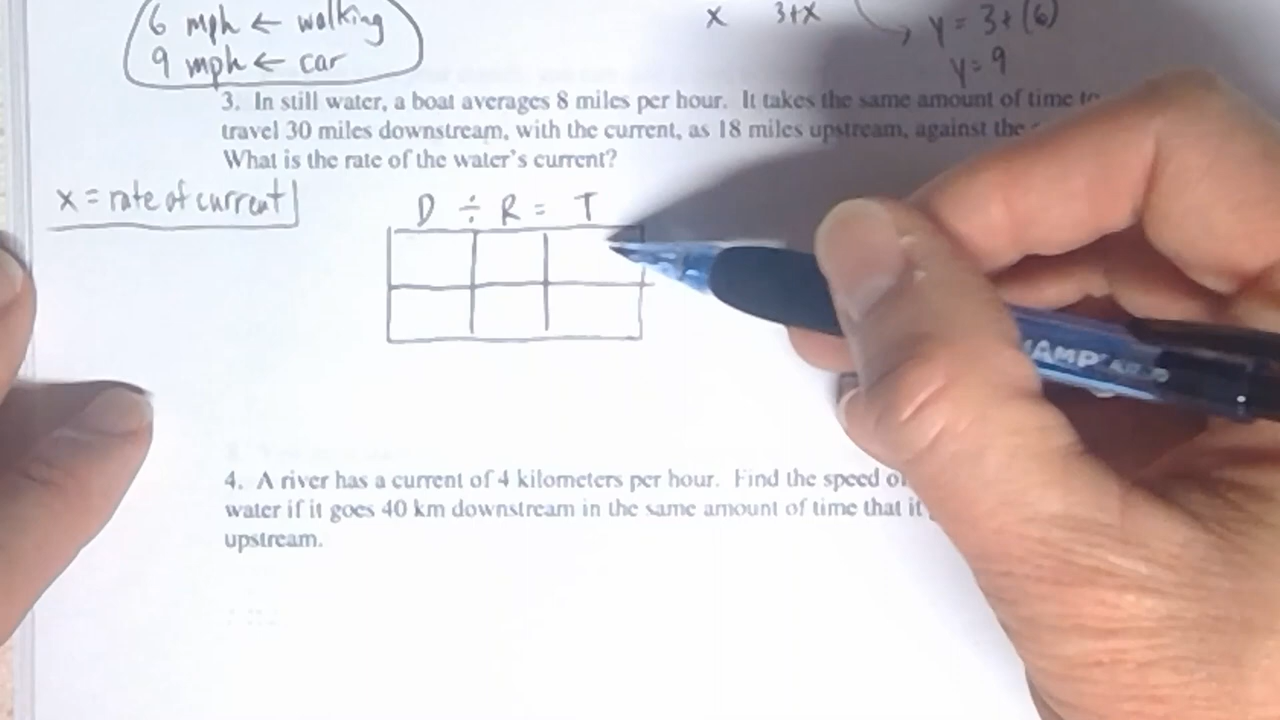 6 mph ← walking
9 mph ← car
x 3+x
y = 3 + (6)
y = 9
3. In still water, a boat averages 8 miles per hour. It takes the same amount of time to
travel 30 miles downstream, with the current, as 18 miles upstream, against the
What is the rate of the water's current?
x = rate of current
D ÷ R = T
4. A river has a current of 4 kilometers per hour. Find the speed
water if it goes 40 km downstream in the same amount of time that it
upstream.